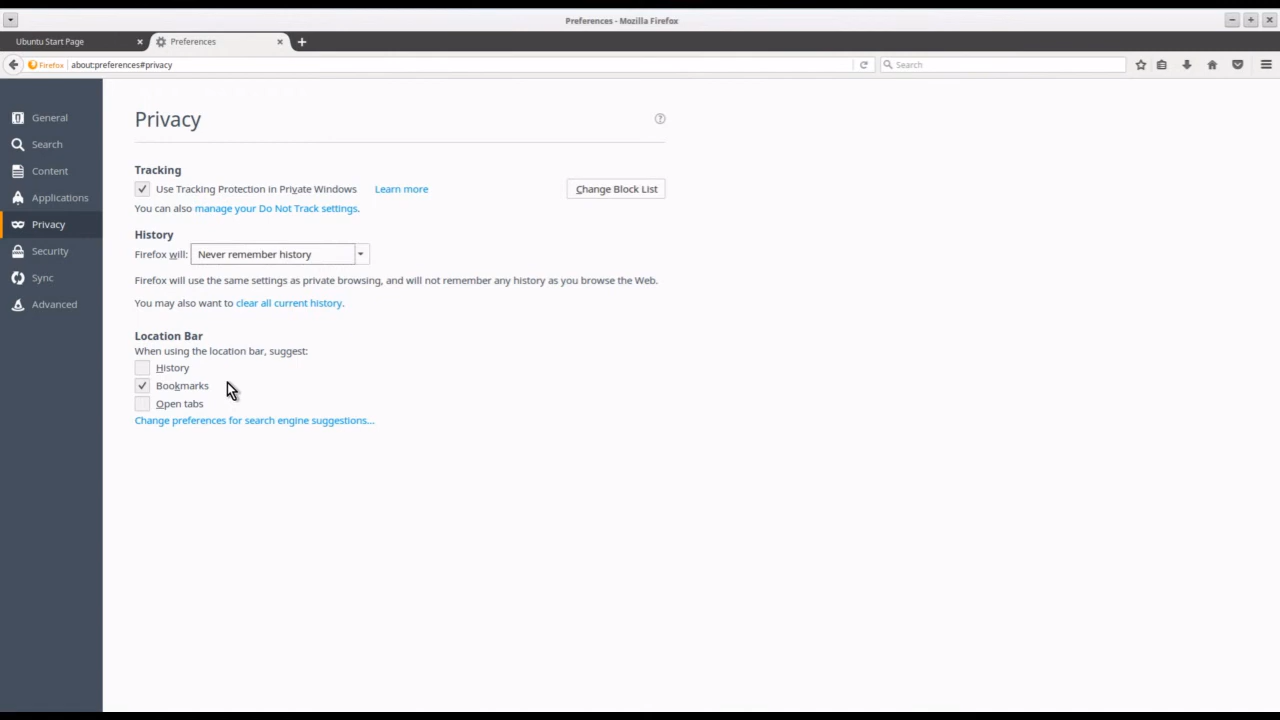 Preferences - Mozilla Firefox
Ubuntu Start Page
Preferences
Firefox
about:preferences#privacy
Search
General
Search
Content
Applications
Privacy
Security
Sync
Advanced
Privacy
Tracking
Use Tracking Protection in Private Windows Learn more Change Block List
You can also manage your Do Not Track settings.
History
Firefox will: Never remember history
Firefox will use the same settings as private browsing, and will not remember any history as you browse the Web.
You may also want to clear all current history.
Location Bar
When using the location bar, suggest:
History
Bookmarks
Open tabs
Change preferences for search engine suggestions...